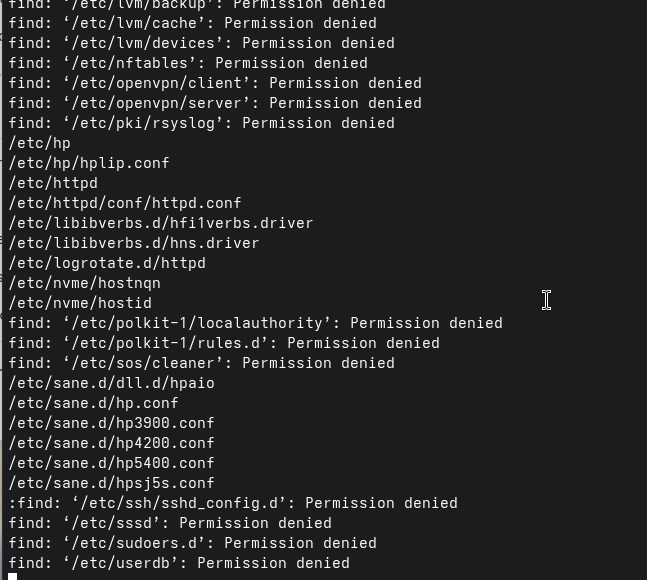 find: ‘/etc/lvm/backup’: Permission denied
find: ‘/etc/lvm/cache’: Permission denied
find: ‘/etc/lvm/devices’: Permission denied
find: ‘/etc/nftables’: Permission denied
find: ‘/etc/openvpn/client’: Permission denied
find: ‘/etc/openvpn/server’: Permission denied
find: ‘/etc/pki/rsyslog’: Permission denied
/etc/hp
/etc/hp/hplip.conf
/etc/httpd
/etc/httpd/conf/httpd.conf
/etc/libibverbs.d/hfi1verbs.driver
/etc/libibverbs.d/hns.driver
/etc/logrotate.d/httpd
/etc/nvme/hostnqn
/etc/nvme/hostid
find: ‘/etc/polkit-1/localauthority’: Permission denied
find: ‘/etc/polkit-1/rules.d’: Permission denied
find: ‘/etc/sos/cleaner’: Permission denied
/etc/sane.d/dll.d/hpaio
/etc/sane.d/hp.conf
/etc/sane.d/hp3900.conf
/etc/sane.d/hp4200.conf
/etc/sane.d/hp5400.conf
/etc/sane.d/hpsj5s.conf
:find: ‘/etc/ssh/sshd_config.d’: Permission denied
find: ‘/etc/sssd’: Permission denied
find: ‘/etc/sudoers.d’: Permission denied
find: ‘/etc/userdb’: Permission denied